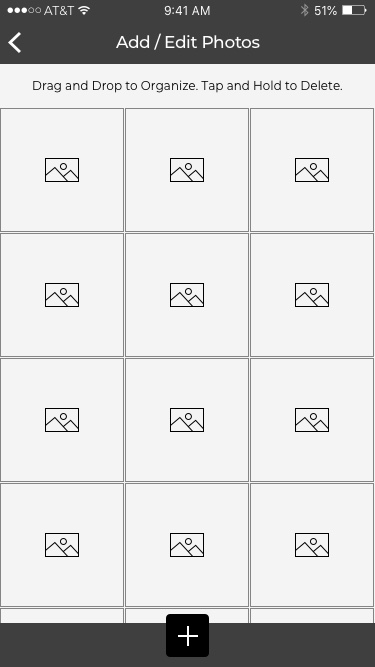 AT&T 9:41 AM 51%
Add / Edit Photos
Drag and Drop to Organize. Tap and Hold to Delete.